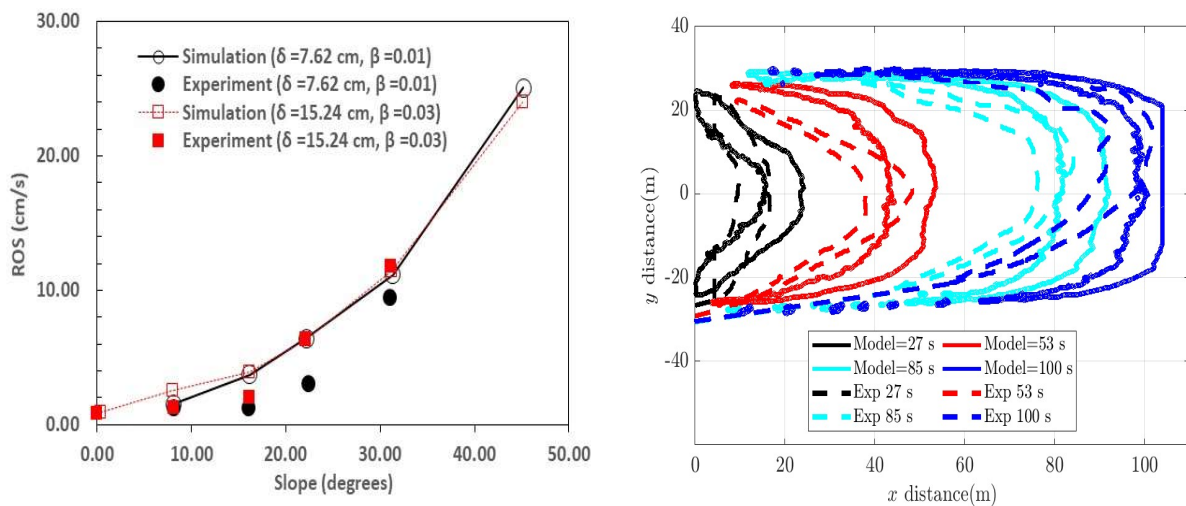 30.00
20.00
10.00
0.00
ROS (cm/s)
Simulation (δ =7.62 cm, β =0.01)
Experiment (δ =7.62 cm, β =0.01)
Simulation (δ =15.24 cm, β =0.03)
Experiment (δ =15.24 cm, β =0.03)
0.00 10.00 20.00 30.00 40.00 50.00
Slope (degrees)
40
20
0
-20
-40
y distance(m)
Model=27 s Model=53 s
Model=85 s Model=100 s
Exp 27 s Exp 53 s
Exp 85 s Exp 100 s
0 20 40 60 80 100
x distance(m)